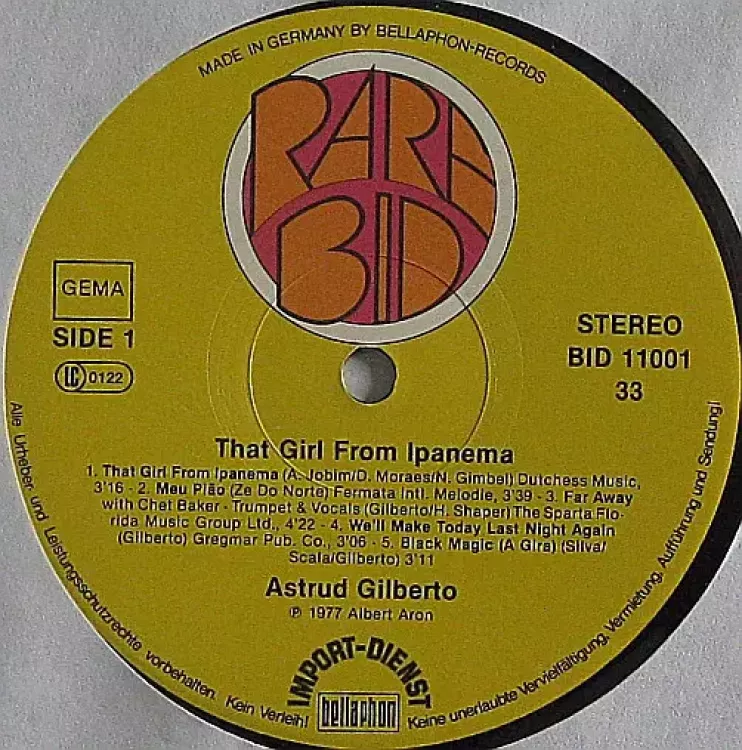 MADE IN GERMANY BY BELLAPHON-RECORDS
RARA
BID
GEMA
SIDE 1
LC 0122
STEREO
BID 11001
33
That Girl From Ipanema
1. That Girl From Ipanema (A. Jobim/D. Moraes/N. Gimbel) Dutchess Music,
3'16 - 2. Meu Pião (Ze Do Norte) Fermata Intl. Melodie, 3'39 - 3. Far Away
with Chet Baker - Trumpet & Vocals (Gilberto/H. Shaper) The Sparta Flo-
rida Music Group Ltd., 4'22 - 4. We'll Make Today Last Night Again
(Gilberto) Gregmar Pub. Co., 3'06 - 5. Black Magic (A Gira) (Silva/
Scala/Gilberto) 3'11
Astrud Gilberto
℗ 1977 Albert Aron
IMPORT-DIENST
bellaphon
Alle Urheber und Leistungsschutzrechte vorbehalten. Kein Verleih! Keine unerlaubte Vervielfältigung, Vermietung, Aufführung und Sendung!